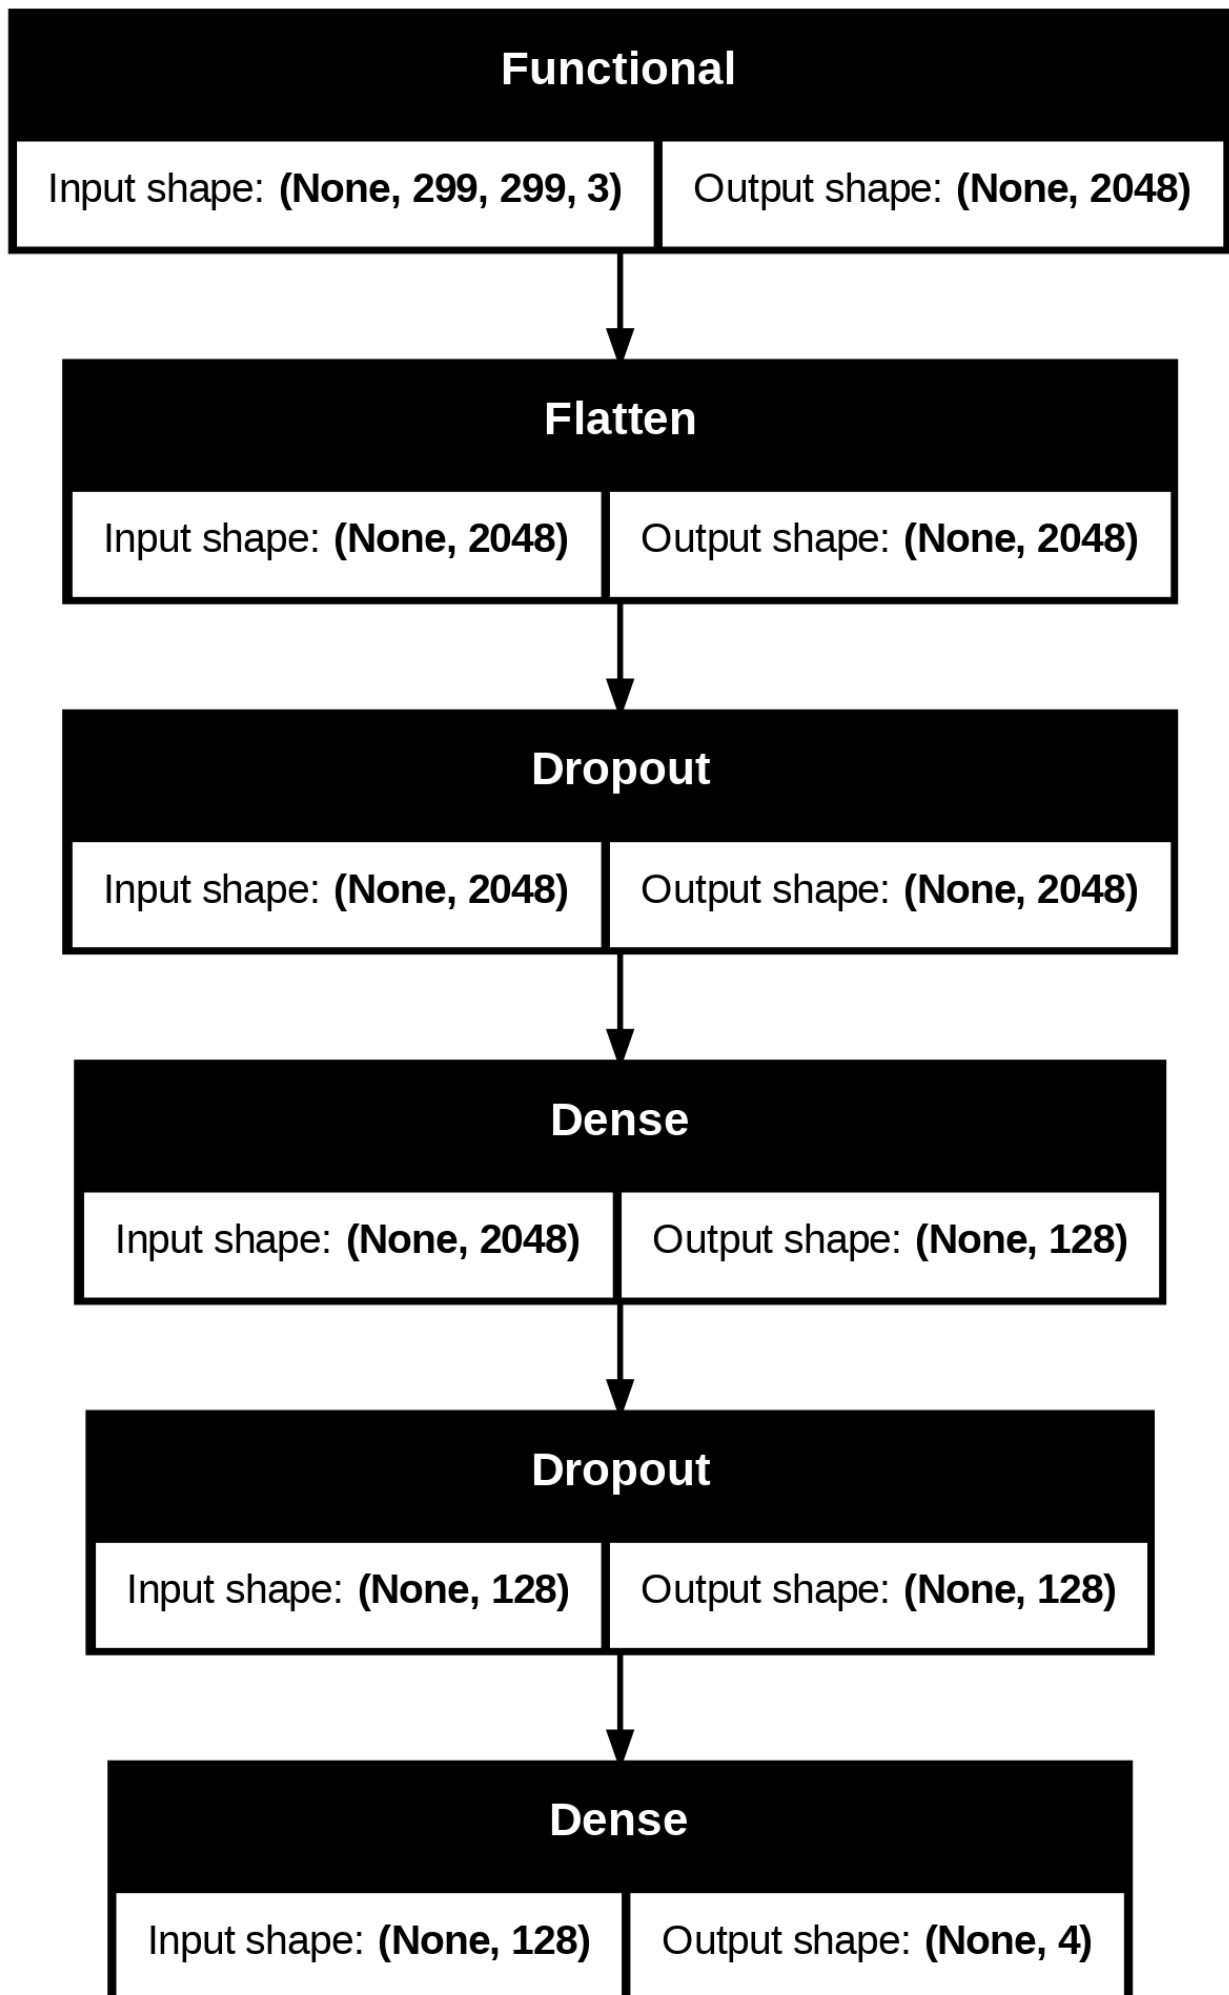 Functional
Input shape: (None, 299, 299, 3) Output shape: (None, 2048)
Flatten
Input shape: (None, 2048) Output shape: (None, 2048)
Dropout
Input shape: (None, 2048) Output shape: (None, 2048)
Dense
Input shape: (None, 2048) Output shape: (None, 128)
Dropout
Input shape: (None, 128) Output shape: (None, 128)
Dense
Input shape: (None, 128) Output shape: (None, 4)